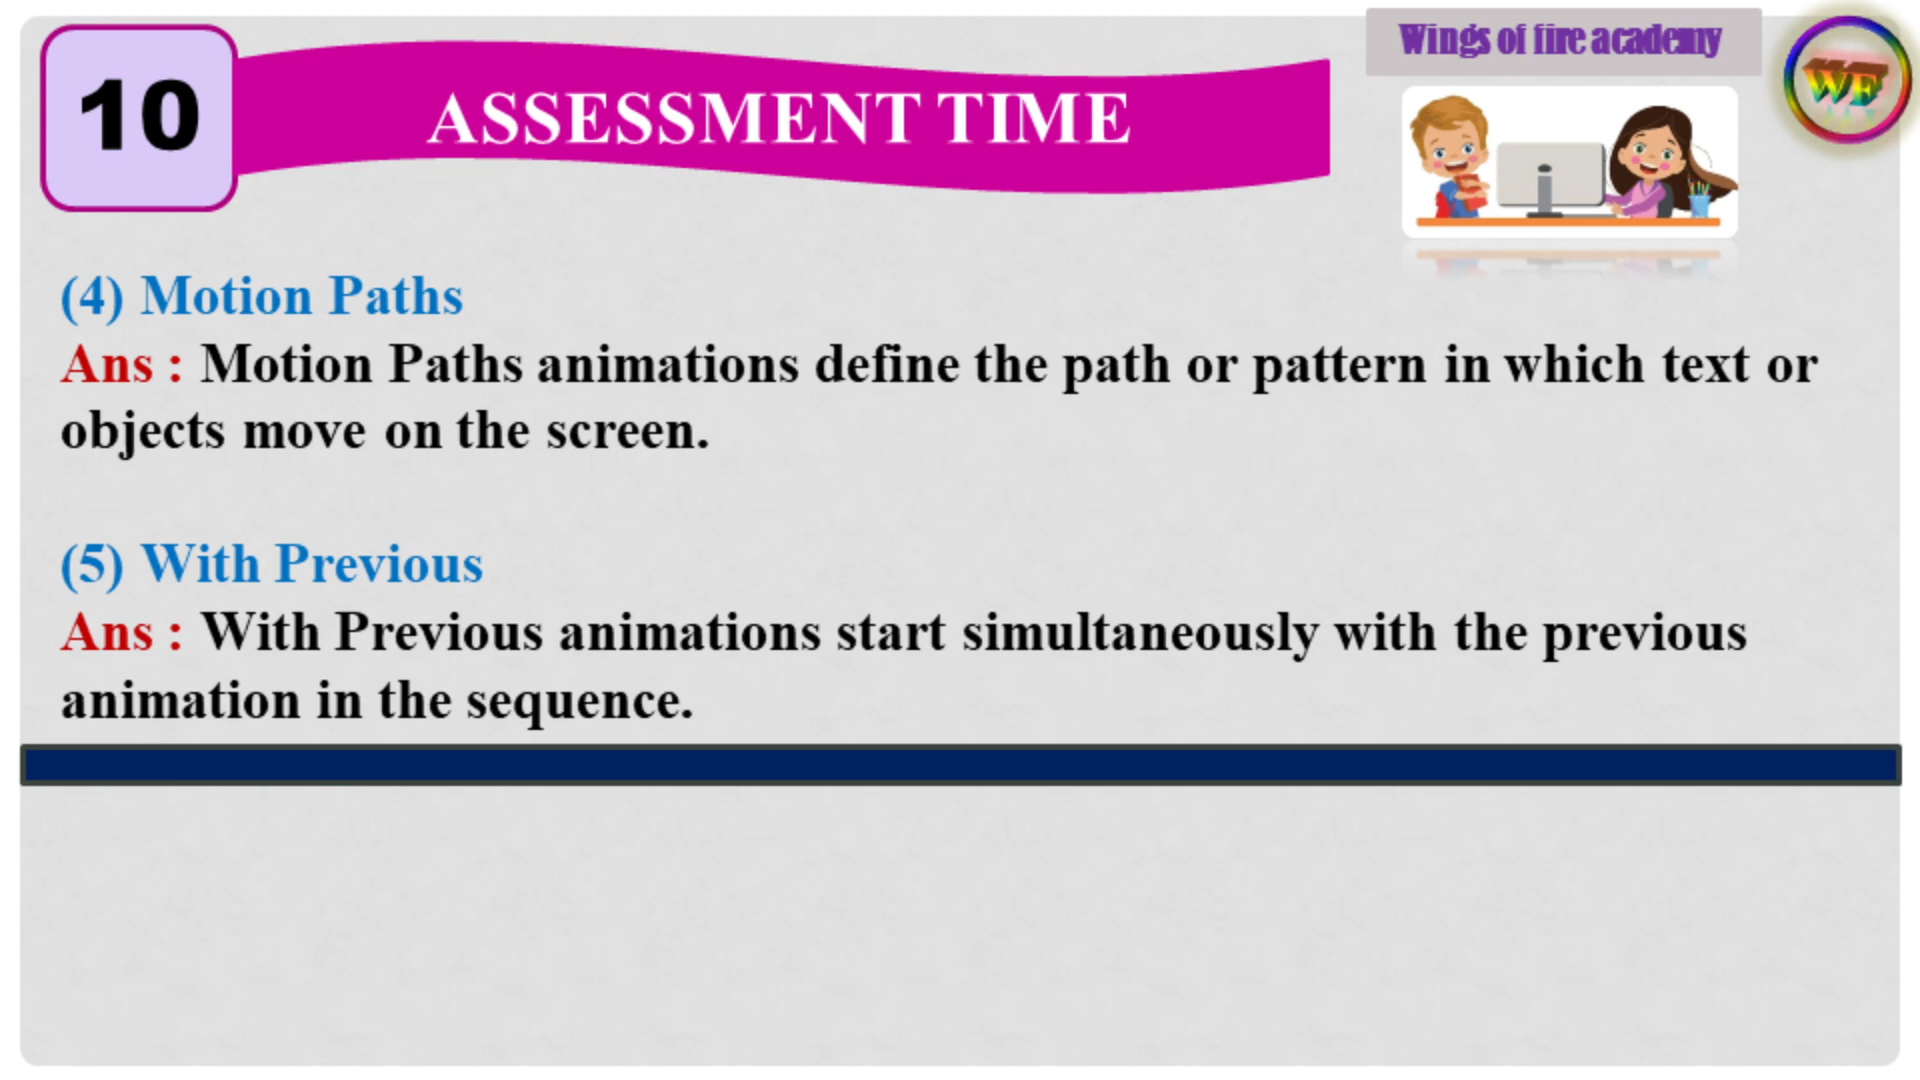 Wings of fire academy
WF
10
ASSESSMENT TIME
(4) Motion Paths
Ans : Motion Paths animations define the path or pattern in which text or
objects move on the screen.
(5) With Previous
Ans : With Previous animations start simultaneously with the previous
animation in the sequence.